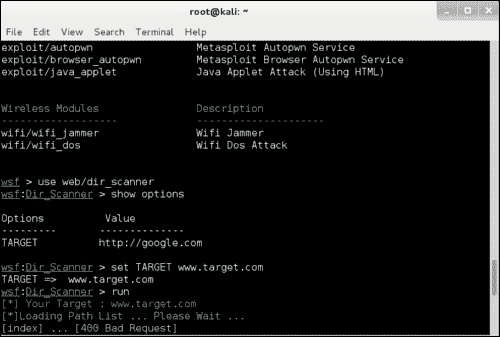 root@kali: ~
File Edit View Search Terminal Help
exploit/autopwn Metasploit Autopwn Service
exploit/browser_autopwn Metasploit Browser Autopwn Service
exploit/java_applet Java Applet Attack (Using HTML)
Wireless Modules Description
------------------- ---------------------
wifi/wifi_jammer Wifi Jammer
wifi/wifi_dos Wifi Dos Attack
wsf > use web/dir_scanner
wsf:Dir_Scanner > show options
Options Value
--------- --------------
TARGET http://google.com
wsf:Dir_Scanner > set TARGET www.target.com
TARGET => www.target.com
wsf:Dir_Scanner > run
[*] Your Target : www.target.com
[*]Loading Path List ... Please Wait ...
[index] ... [400 Bad Request]